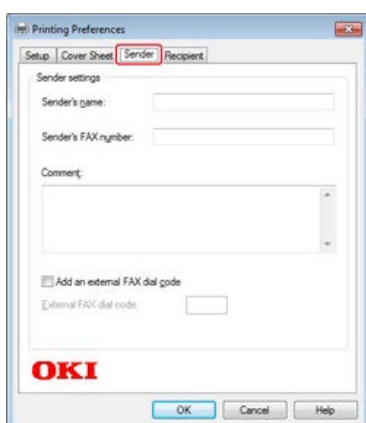 Printing Preferences
Setup Cover Sheet Sender Recipient
Sender settings
Sender's name:
Sender's FAX number:
Comment:
Add an external FAX dial code
External FAX dial code:
OKI
OK Cancel Help